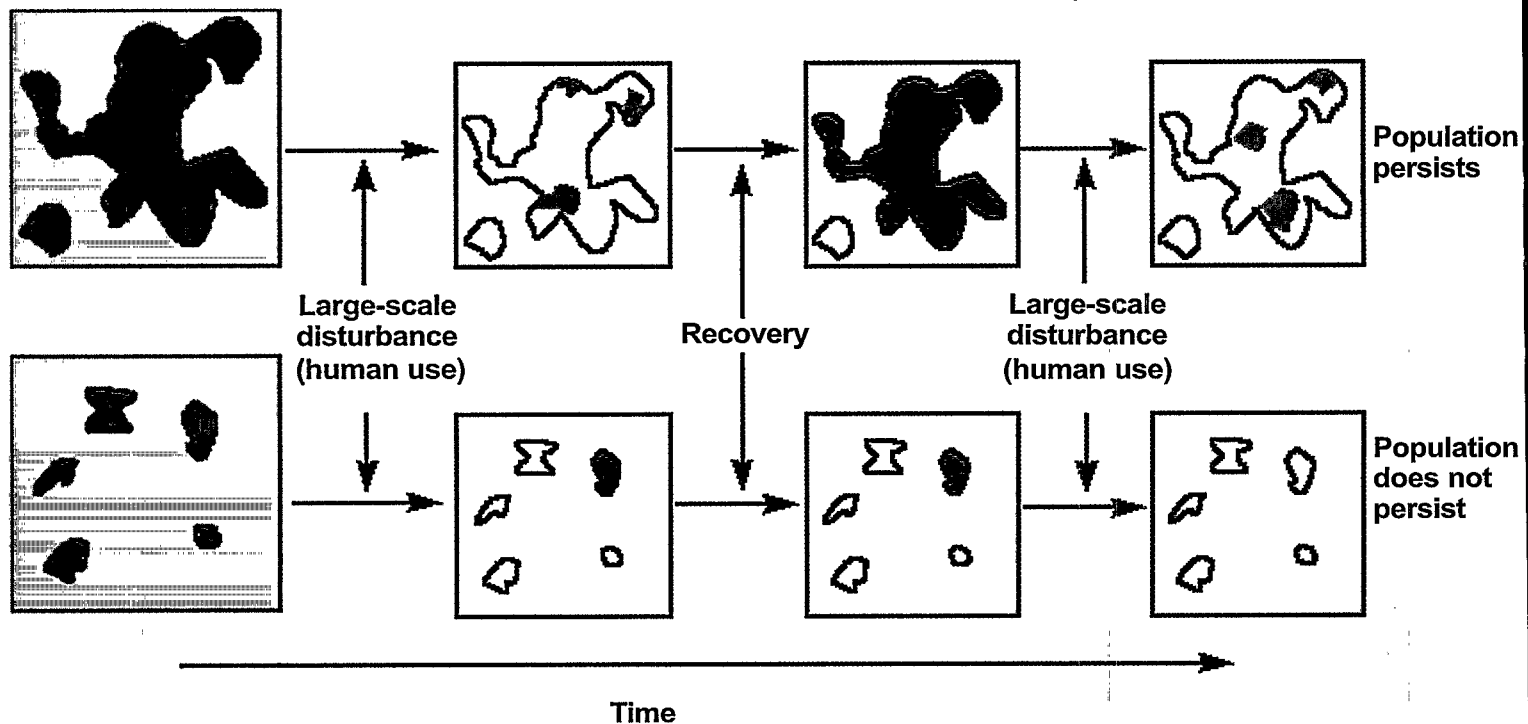 Population
persists
Large-scale
disturbance
(human use)
Recovery
Large-scale
disturbance
(human use)
Population
does not
persist
Time